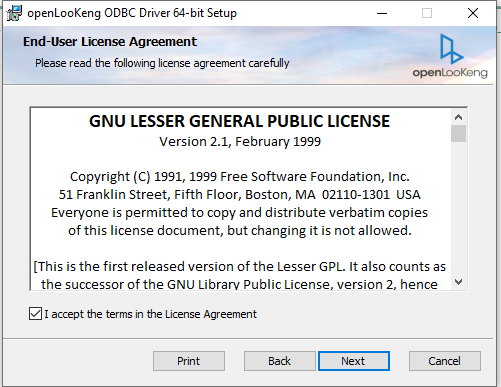 openLooKeng ODBC Driver 64-bit Setup
End-User License Agreement
Please read the following license agreement carefully
openLooKeng
GNU LESSER GENERAL PUBLIC LICENSE
Version 2.1, February 1999
Copyright (C) 1991, 1999 Free Software Foundation, Inc.
51 Franklin Street, Fifth Floor, Boston, MA  02110-1301  USA
Everyone is permitted to copy and distribute verbatim copies
of this license document, but changing it is not allowed.
[This is the first released version of the Lesser GPL. It also counts as
the successor of the GNU Library Public License, version 2, hence
I accept the terms in the License Agreement
Print Back Next Cancel